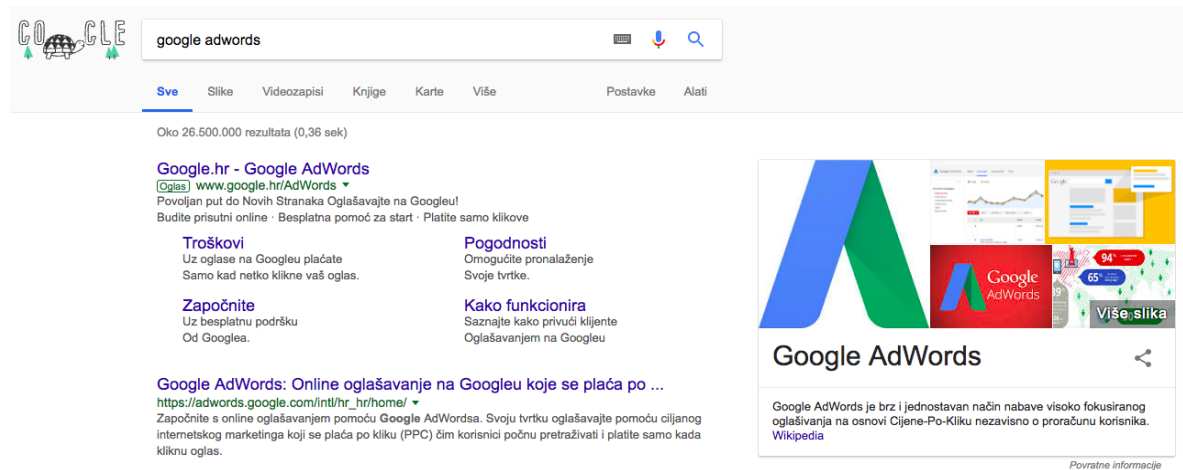 GOOGLE
google adwords
Sve Slike Videozapisi Knjige Karte Više Postavke Alati
Oko 26.500.000 rezultata (0,36 sek)
Google.hr - Google AdWords
Oglas www.google.hr/AdWords
Povoljan put do Novih Stranaka Oglašavajte na Googleu!
Budite prisutni online · Besplatna pomoć za start · Platite samo klikove
Troškovi
Uz oglase na Googleu plaćate
Samo kad netko klikne vaš oglas.
Pogodnosti
Omogućite pronalaženje
Svoje tvrtke.
Započnite
Uz besplatnu podršku
Od Googlea.
Kako funkcionira
Saznajte kako privući klijente
Oglašavanjem na Googleu
Google AdWords: Online oglašavanje na Googleu koje se plaća po ...
https://adwords.google.com/intl/hr_hr/home/
Započnite s online oglašavanjem pomoću Google AdWordsa. Svoju tvrtku oglašavajte pomoću ciljanog
internetskog marketinga koji se plaća po kliku (PPC) čim korisnici počnu pretraživati i platite samo kada
kliknu oglas.
Google
Google
AdWords
94%
65%
Više slika
Google AdWords
Google AdWords je brz i jednostavan način nabave visoko fokusiranog
oglašivanja na osnovi Cijene-Po-Kliku nezavisno o proračunu korisnika.
Wikipedia
Povratne informacije